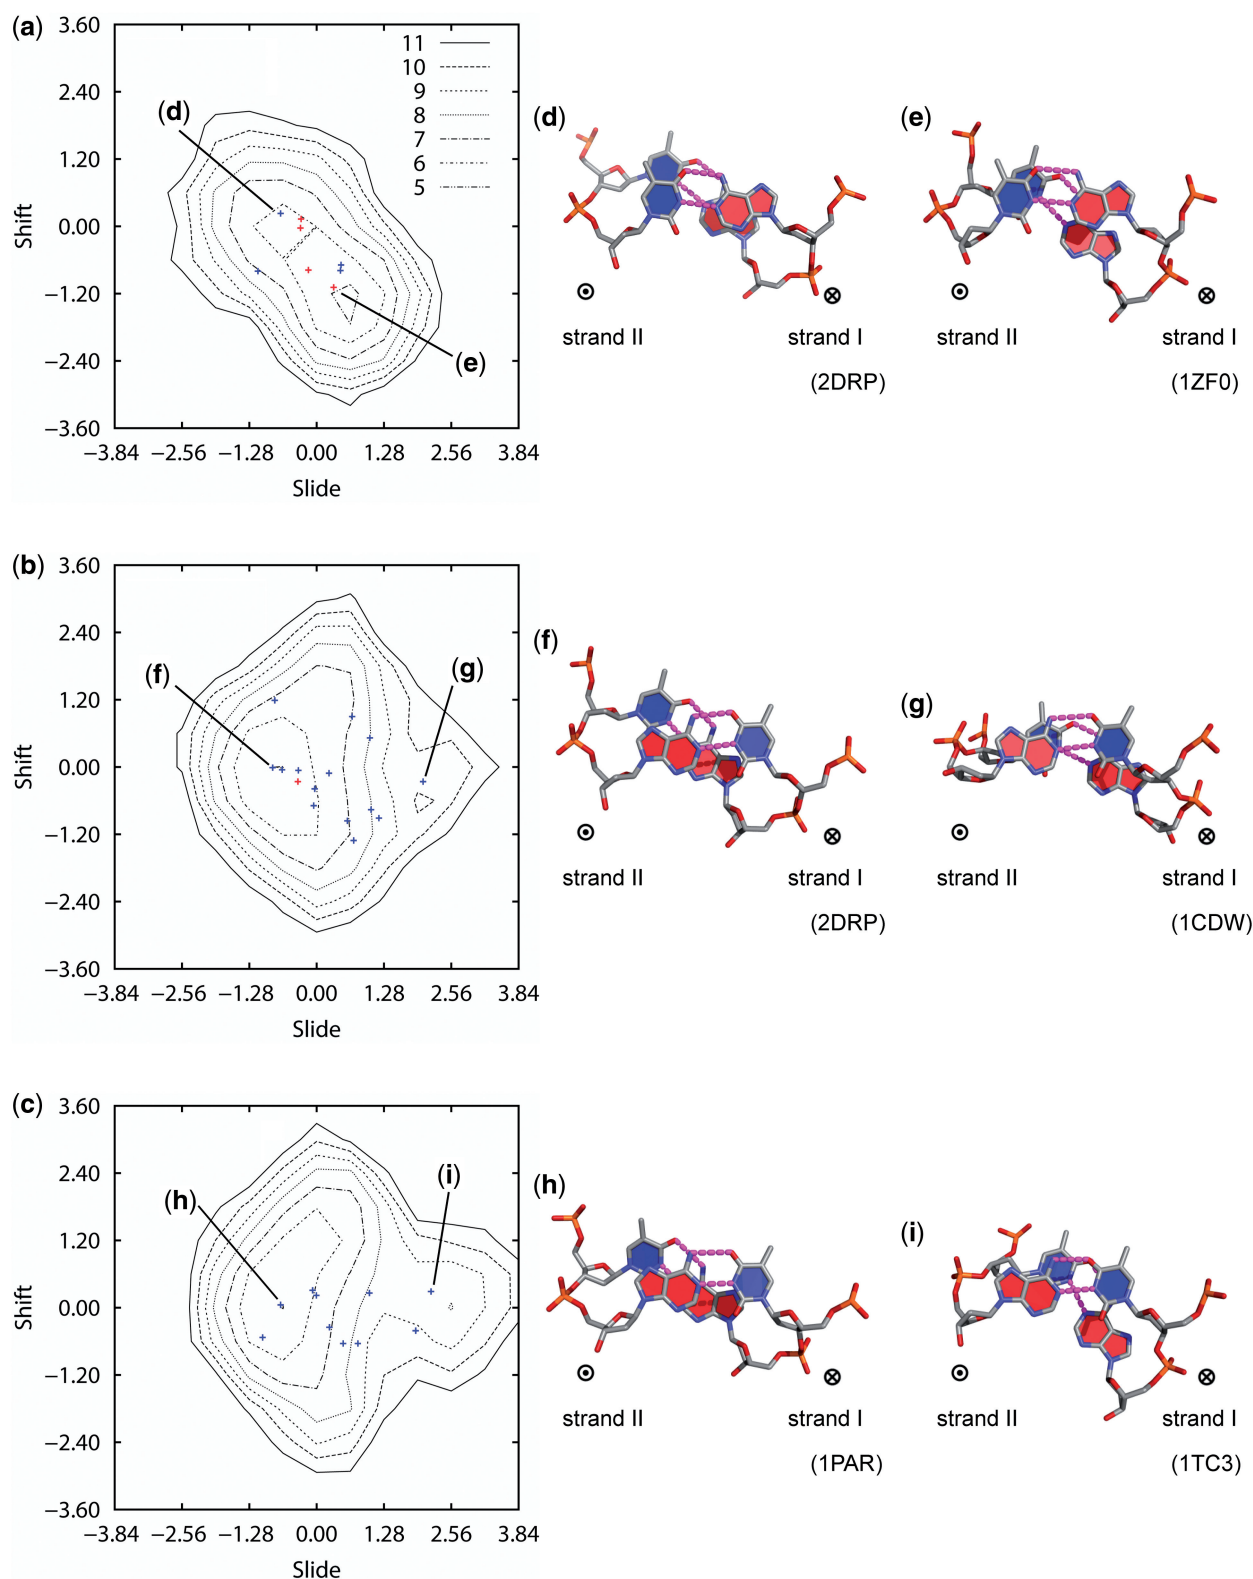 (a)
3.60
2.40
1.20
0.00
−1.20
−2.40
−3.60
Shift
−3.84 −2.56 −1.28 0.00 1.28 2.56 3.84
Slide
11
10
9
8
7
6
5
(d)
(e)
(d)
strand II strand I
(2DRP)
(e)
strand II strand I
(1ZF0)
(b)
3.60
2.40
1.20
0.00
−1.20
−2.40
−3.60
Shift
−3.84 −2.56 −1.28 0.00 1.28 2.56 3.84
Slide
(f)
(g)
(f)
strand II strand I
(2DRP)
(g)
strand II strand I
(1CDW)
(c)
3.60
2.40
1.20
0.00
−1.20
−2.40
−3.60
Shift
−3.84 −2.56 −1.28 0.00 1.28 2.56 3.84
Slide
(h)
(i)
(h)
strand II strand I
(1PAR)
(i)
strand II strand I
(1TC3)